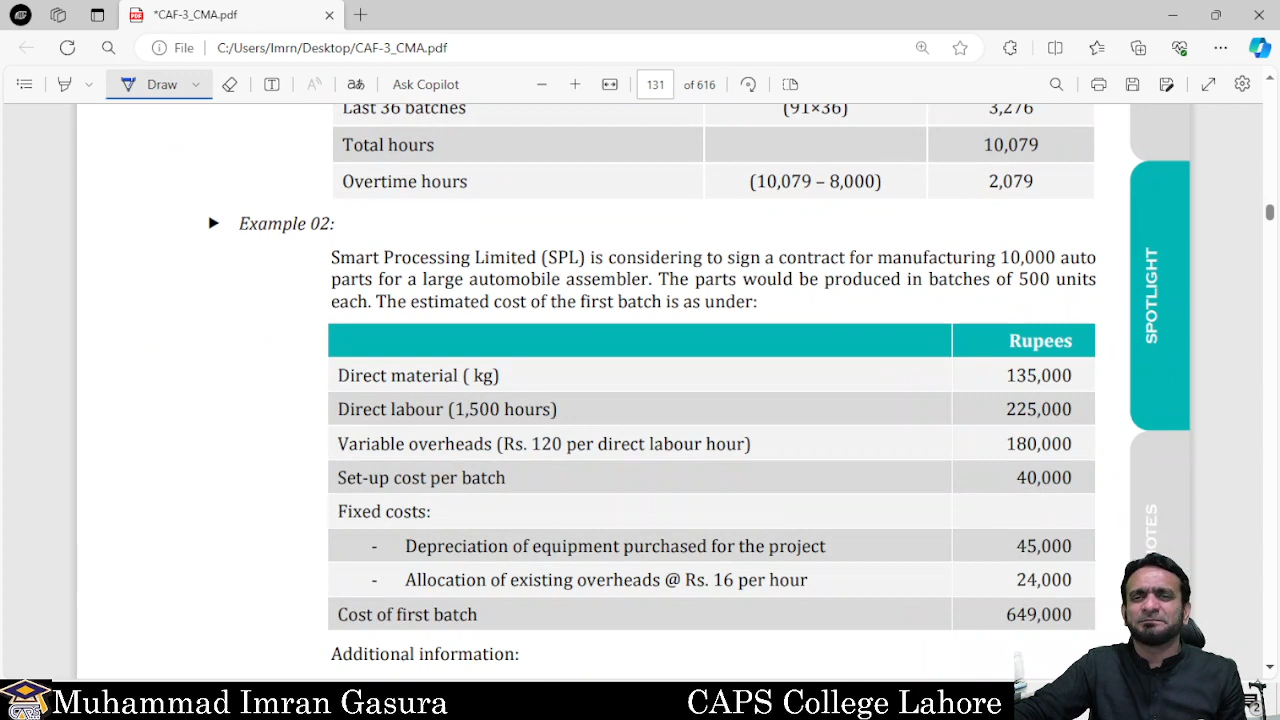 *CAF-3_CMA.pdf
File C:/Users/Imrn/Desktop/CAF-3_CMA.pdf
Draw Ask Copilot 131 of 616
Last 36 batches (91×36) 3,276
Total hours 10,079
Overtime hours (10,079 – 8,000) 2,079
Example 02:
Smart Processing Limited (SPL) is considering to sign a contract for manufacturing 10,000 auto
parts for a large automobile assembler. The parts would be produced in batches of 500 units
each. The estimated cost of the first batch is as under:
Rupees
Direct material ( kg) 135,000
Direct labour (1,500 hours) 225,000
Variable overheads (Rs. 120 per direct labour hour) 180,000
Set-up cost per batch 40,000
Fixed costs:
- Depreciation of equipment purchased for the project 45,000
- Allocation of existing overheads @ Rs. 16 per hour 24,000
Cost of first batch 649,000
Additional information:
SPOTLIGHT
Muhammad Imran Gasura CAPS College Lahore